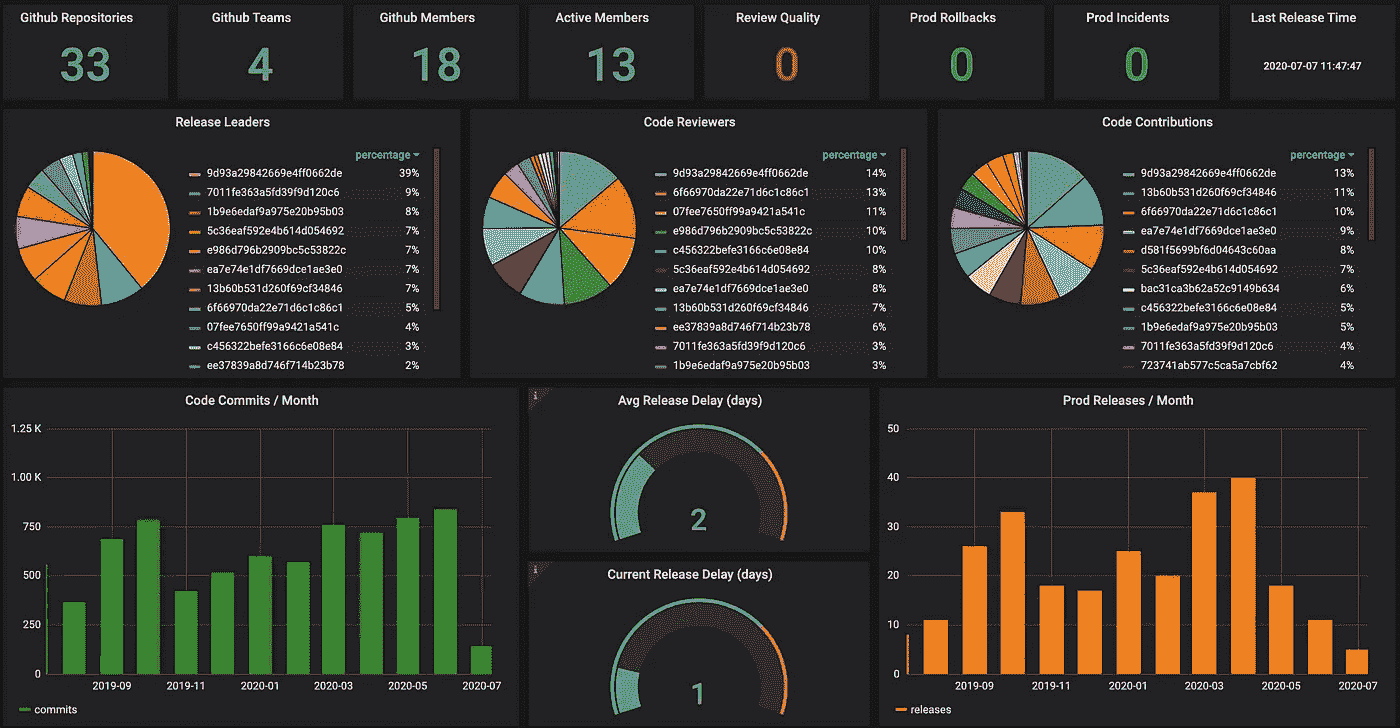 Github Repositories
33
Github Teams
4
Github Members
18
Active Members
13
Review Quality
0
Prod Rollbacks
0
Prod Incidents
0
Last Release Time
2020-07-07 11:47:47
Release Leaders
percentage
9d93a29842669e4ff0662de 39%
7011fe363a5fd39f9d120c6 9%
1b9e6edaf9a975e20b95b03 8%
5c36eaf592e4b614d054692 7%
e986d796b2909bc5c53822c 7%
ea7e74e1df7669dce1ae3e0 7%
13b60b531d260f69cf34846 7%
6f66970da22e71d6c1c86c1 5%
07fee7650ff99a9421a541c 4%
c456322befe3166c6e08e84 3%
ee37839a8d746f714b23b78 2%
Code Reviewers
percentage
9d93a29842669e4ff0662de 14%
6f66970da22e71d6c1c86c1 13%
07fee7650ff99a9421a541c 11%
e986d796b2909bc5c53822c 10%
c456322befe3166c6e08e84 10%
5c36eaf592e4b614d054692 8%
ea7e74e1df7669dce1ae3e0 8%
13b60b531d260f69cf34846 7%
ee37839a8d746f714b23b78 6%
7011fe363a5fd39f9d120c6 3%
1b9e6edaf9a975e20b95b03 3%
Code Contributions
percentage
9d93a29842669e4ff0662de 13%
13b60b531d260f69cf34846 11%
6f66970da22e71d6c1c86c1 10%
ea7e74e1df7669dce1ae3e0 9%
d581f5699bf6d04643c60aa 8%
5c36eaf592e4b614d054692 7%
bac31ca3b62a52c9149b634 6%
c456322befe3166c6e08e84 5%
1b9e6edaf9a975e20b95b03 5%
7011fe363a5fd39f9d120c6 4%
723741ab577c5ca5a7cbf62 4%
Code Commits / Month
1.25 K
1.00 K
750
500
250
0
2019-09 2019-11 2020-01 2020-03 2020-05 2020-07
commits
i
Avg Release Delay (days)
2
i
Current Release Delay (days)
1
Prod Releases / Month
50
40
30
20
10
0
2019-09 2019-11 2020-01 2020-03 2020-05 2020-07
releases